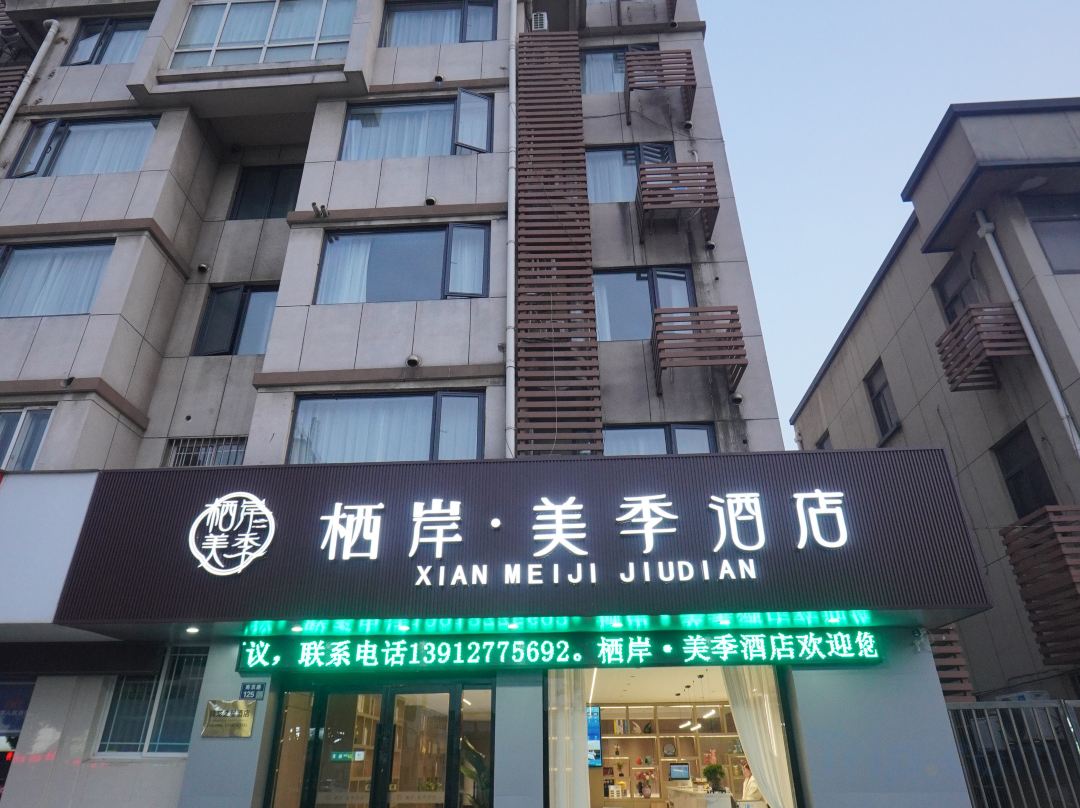 栖岸
美季
栖岸·美季酒店
XIAN MEIJI JIUDIAN
议，联系电话13912775692。栖岸·美季酒店欢迎您
125